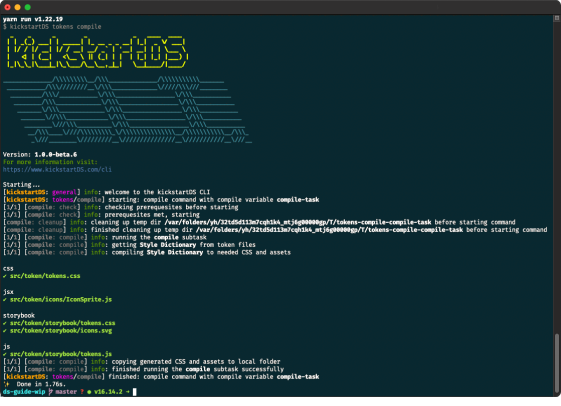 yarn run v1.22.19
$ kickstartDS tokens compile
kickstartDS
CLI
Version: 1.0.0-beta.6
For more information visit:
https://www.kickstartDS.com/cli
Starting...
[kickstartDS: general] info: welcome to the kickstartDS CLI
[kickstartDS: tokens/compile] starting: compile command with compile variable compile-task
[1/1] [compile: check] info: checking prerequesites before starting
[1/1] [compile: check] info: prerequesites met, starting
[compile: cleanup] info: cleaning up temp dir /var/folders/yh/32td5d113m7cqh1k4_mtj6g00000gp/T/tokens-compile-compile-task before starting command
[compile: cleanup] info: finished cleaning up temp dir /var/folders/yh/32td5d113m7cqh1k4_mtj6g00000gp/T/tokens-compile-compile-task before starting command
[1/1] [compile: compile] info: running the compile subtask
[1/1] [compile: compile] info: getting Style Dictionary from token files
[1/1] [compile: compile] info: compiling Style Dictionary to needed CSS and assets
css
✔ src/token/tokens.css
jsx
✔ src/token/icons/IconSprite.js
storybook
✔ src/token/storybook/tokens.css
✔ src/token/storybook/icons.svg
js
✔ src/token/storybook/tokens.js
[1/1] [compile: compile] info: copying generated CSS and assets to local folder
[1/1] [compile: compile] info: finished running the compile subtask successfully
[kickstartDS: tokens/compile] finished: compile command with compile variable compile-task
✨ Done in 1.76s.
ds-guide-wip master ? ● v16.14.2 →